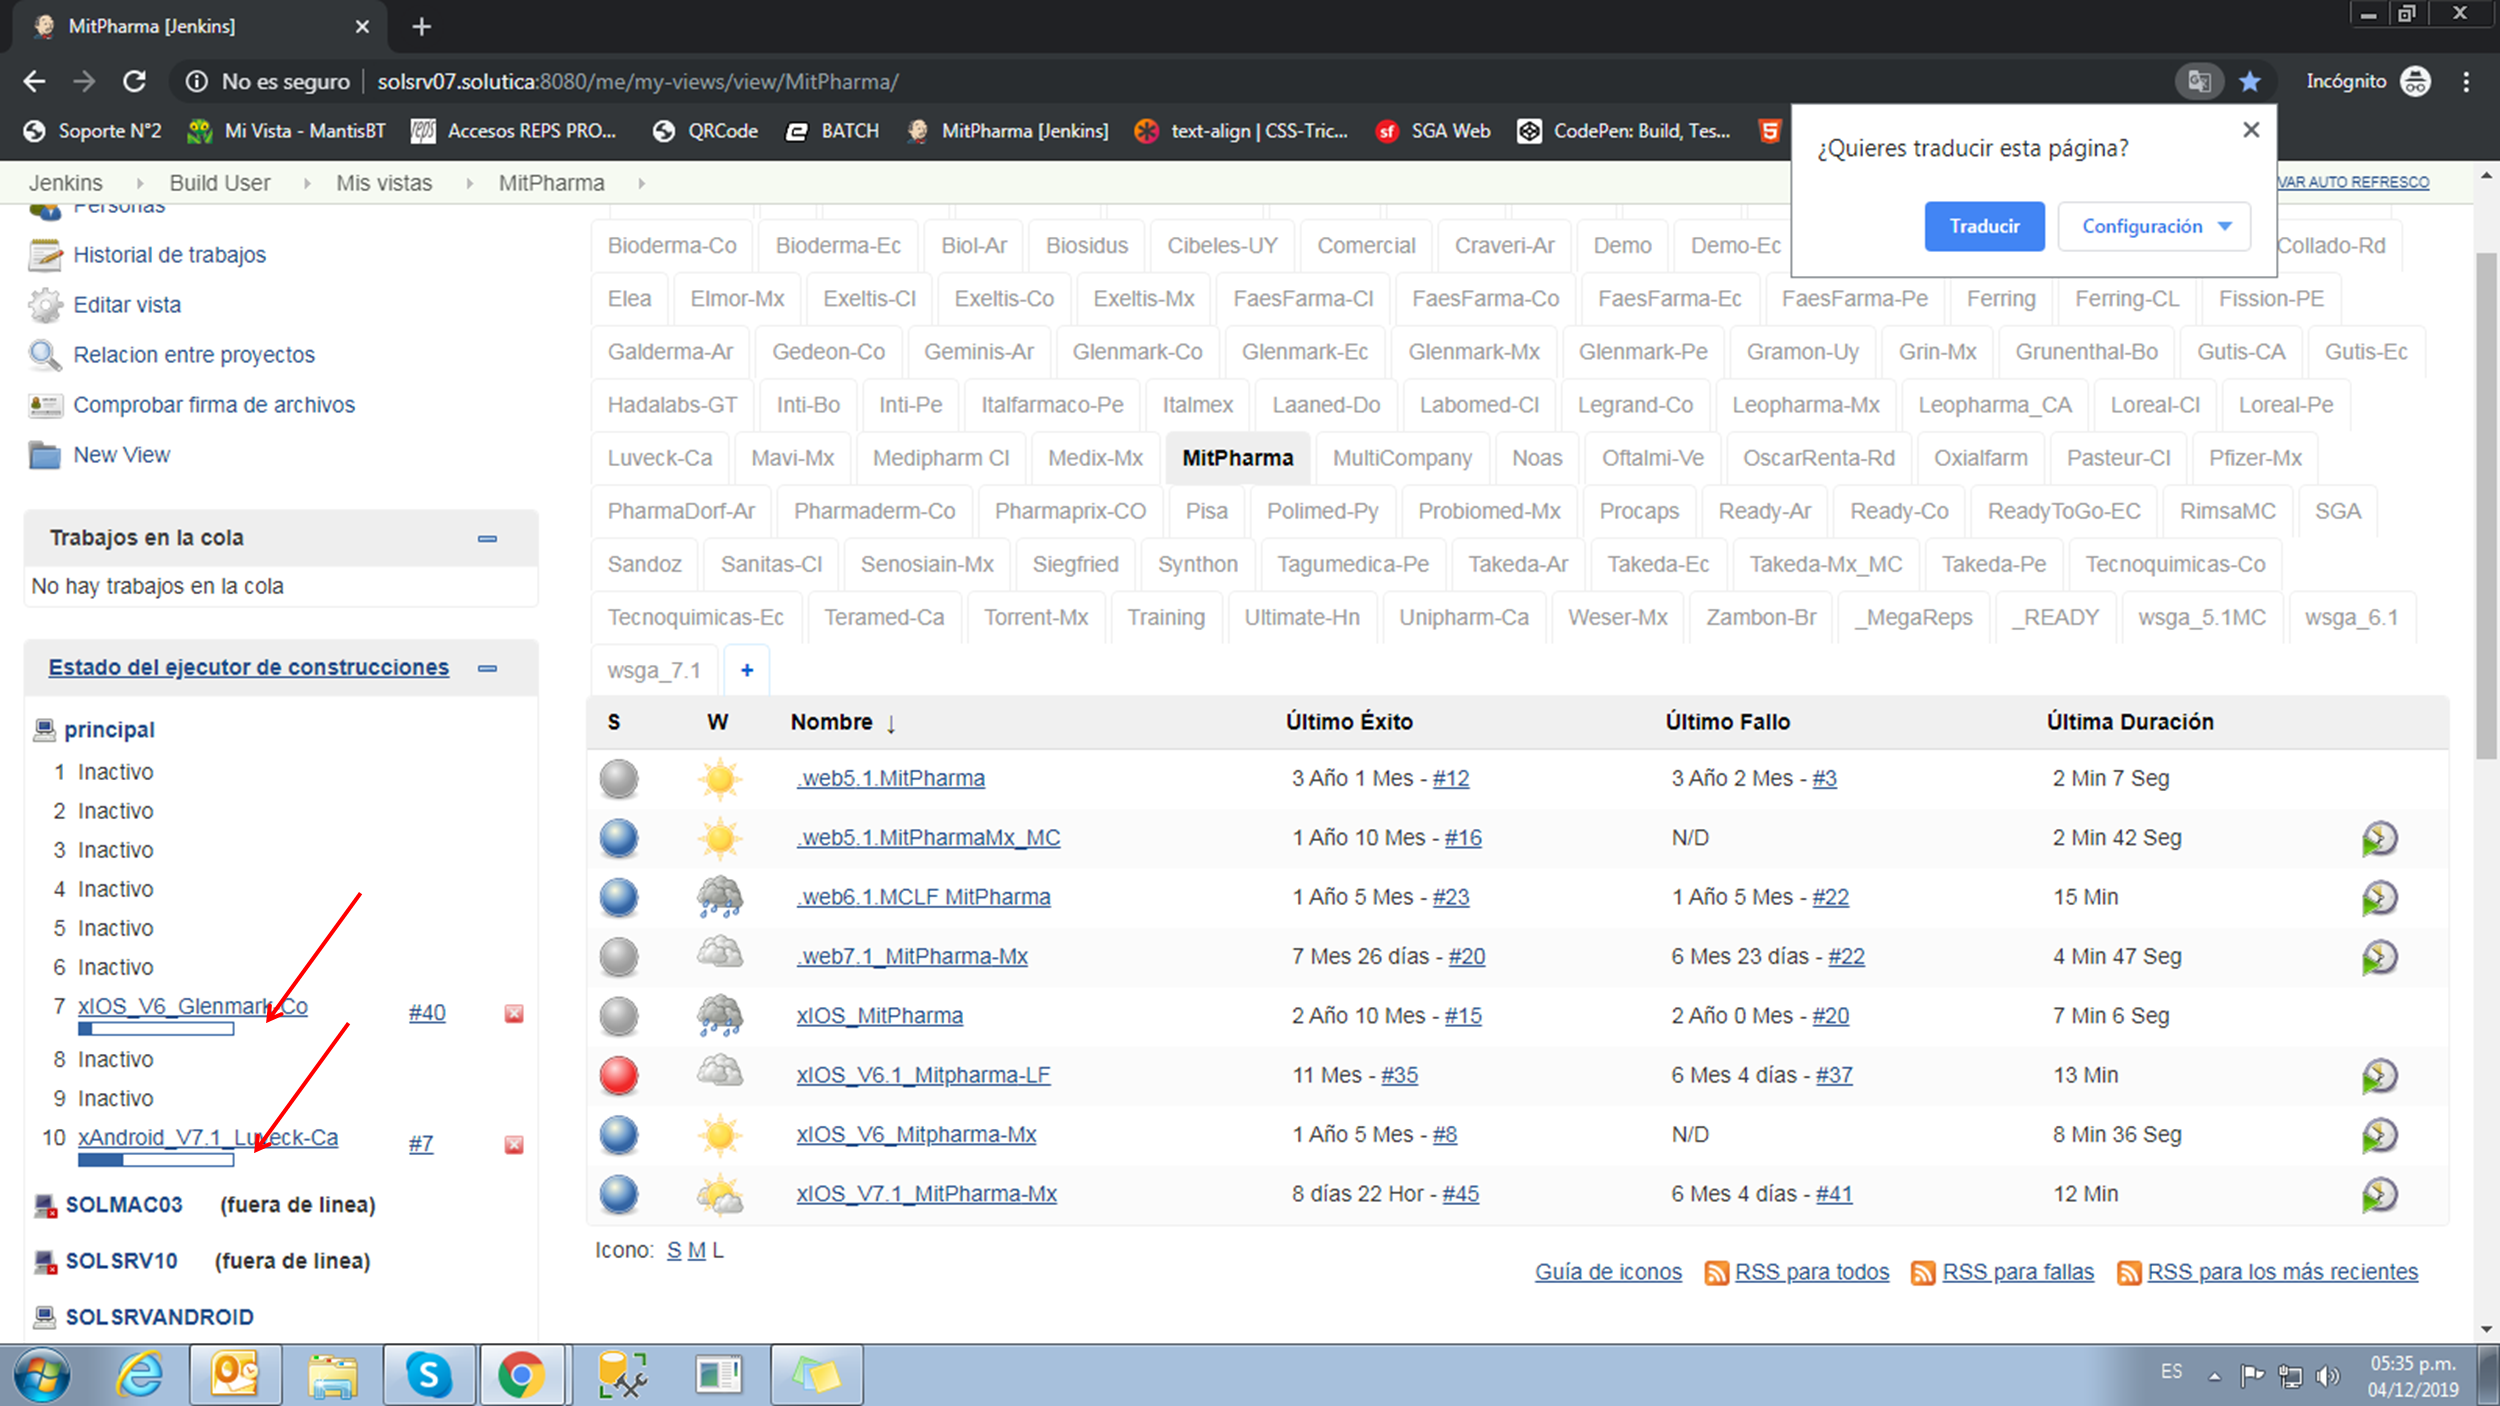 MitPharma [Jenkins]
No es seguro
solsrv07.solutica:8080/me/my-views/view/MitPharma/
Incógnito
Soporte N°2
Mi Vista - MantisBT
Accesos REPS PRO...
QRCode
BATCH
MitPharma [Jenkins]
text-align | CSS-Tric...
SGA Web
CodePen: Build, Tes...
¿Quieres traducir esta página?
Traducir
Configuración
Jenkins
Build User
Mis vistas
MitPharma
VAR AUTO REFRESCO
Personas
Historial de trabajos
Editar vista
Relacion entre proyectos
Comprobar firma de archivos
New View
Trabajos en la cola
No hay trabajos en la cola
Estado del ejecutor de construcciones
principal
1 Inactivo
2 Inactivo
3 Inactivo
4 Inactivo
5 Inactivo
6 Inactivo
7 xIOS_V6_Glenmark-Co #40
8 Inactivo
9 Inactivo
10 xAndroid_V7.1_Luveck-Ca #7
SOLMAC03 (fuera de linea)
SOLSRV10 (fuera de linea)
SOLSRVANDROID
Bioderma-Co Bioderma-Ec Biol-Ar Biosidus Cibeles-UY Comercial Craveri-Ar Demo Demo-Ec Collado-Rd
Elea Elmor-Mx Exeltis-Cl Exeltis-Co Exeltis-Mx FaesFarma-Cl FaesFarma-Co FaesFarma-Ec FaesFarma-Pe Ferring Ferring-CL Fission-PE
Galderma-Ar Gedeon-Co Geminis-Ar Glenmark-Co Glenmark-Ec Glenmark-Mx Glenmark-Pe Gramon-Uy Grin-Mx Grunenthal-Bo Gutis-CA Gutis-Ec
Hadalabs-GT Inti-Bo Inti-Pe Italfarmaco-Pe Italmex Laaned-Do Labomed-Cl Legrand-Co Leopharma-Mx Leopharma_CA Loreal-Cl Loreal-Pe
Luveck-Ca Mavi-Mx Medipharm Cl Medix-Mx MitPharma MultiCompany Noas Oftalmi-Ve OscarRenta-Rd Oxialfarm Pasteur-Cl Pfizer-Mx
PharmaDorf-Ar Pharmaderm-Co Pharmaprix-CO Pisa Polimed-Py Probiomed-Mx Procaps Ready-Ar Ready-Co ReadyToGo-EC RimsaMC SGA
Sandoz Sanitas-Cl Senosiain-Mx Siegfried Synthon Tagumedica-Pe Takeda-Ar Takeda-Ec Takeda-Mx_MC Takeda-Pe Tecnoquimicas-Co
Tecnoquimicas-Ec Teramed-Ca Torrent-Mx Training Ultimate-Hn Unipharm-Ca Weser-Mx Zambon-Br _MegaReps _READY wsga_5.1MC wsga_6.1
wsga_7.1 +
S W Nombre ↓ Último Éxito Último Fallo Última Duración
.web5.1.MitPharma 3 Año 1 Mes - #12 3 Año 2 Mes - #3 2 Min 7 Seg
.web5.1.MitPharmaMx_MC 1 Año 10 Mes - #16 N/D 2 Min 42 Seg
.web6.1.MCLF MitPharma 1 Año 5 Mes - #23 1 Año 5 Mes - #22 15 Min
.web7.1_MitPharma-Mx 7 Mes 26 días - #20 6 Mes 23 días - #22 4 Min 47 Seg
xIOS_MitPharma 2 Año 10 Mes - #15 2 Año 0 Mes - #20 7 Min 6 Seg
xIOS_V6.1_Mitpharma-LF 11 Mes - #35 6 Mes 4 días - #37 13 Min
xIOS_V6_Mitpharma-Mx 1 Año 5 Mes - #8 N/D 8 Min 36 Seg
xIOS_V7.1_MitPharma-Mx 8 días 22 Hor - #45 6 Mes 4 días - #41 12 Min
Icono: S M L
Guía de iconos RSS para todos RSS para fallas RSS para los más recientes
ES
05:35 p.m.
04/12/2019